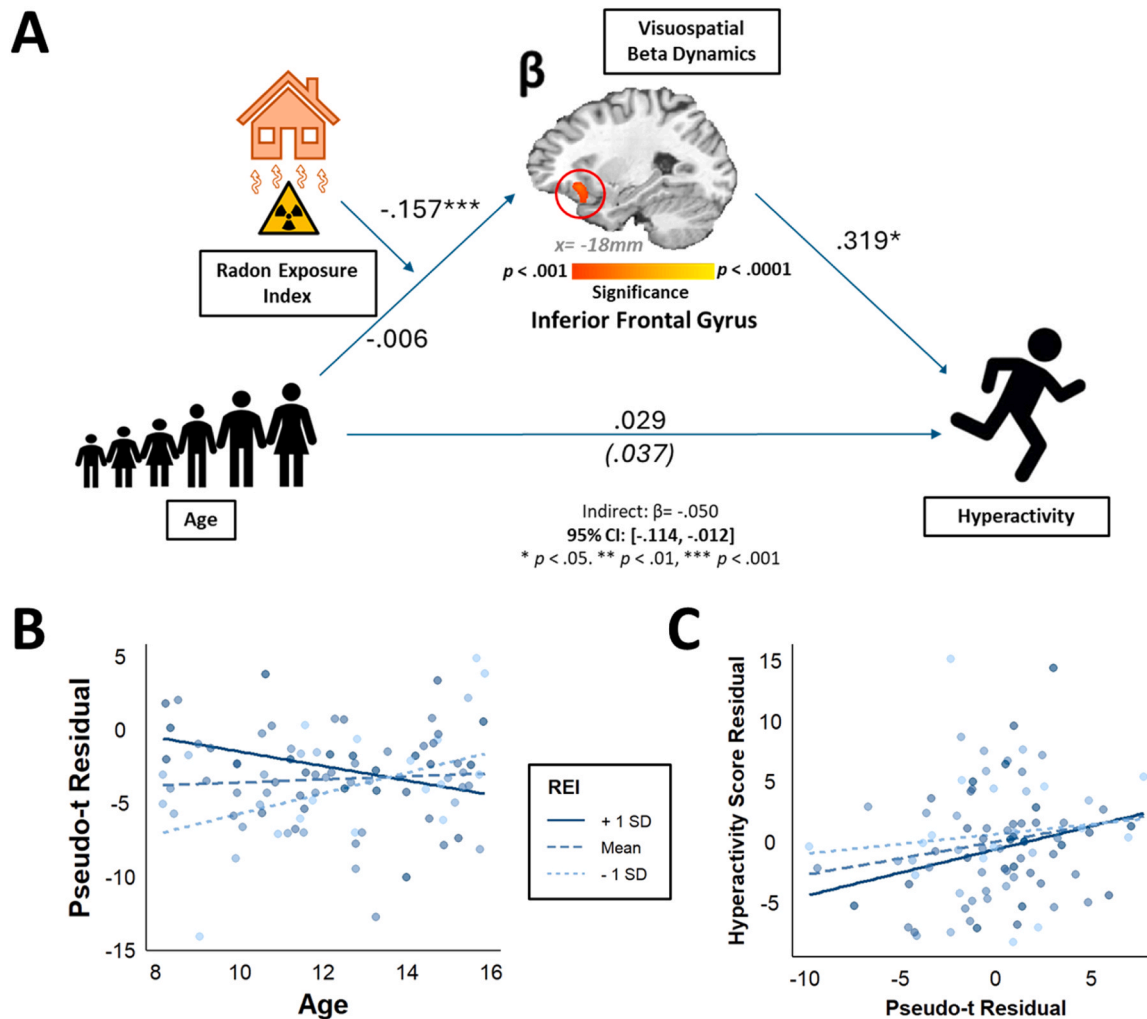 A
Visuospatial
Beta Dynamics
β
-.157***
Radon Exposure
Index
x= -18mm
p < .001
p < .0001
Significance
Inferior Frontal Gyrus
.319*
-.006
.029
(.037)
Age
Hyperactivity
Indirect: β= -.050
95% CI: [-.114, -.012]
* p < .05. ** p < .01, *** p < .001
B
Pseudo-t Residual
5
0
-5
-10
-15
8
10
12
14
16
Age
REI
+ 1 SD
Mean
- 1 SD
C
Hyperactivity Score Residual
15
10
5
0
-5
-10
-5
0
5
Pseudo-t Residual